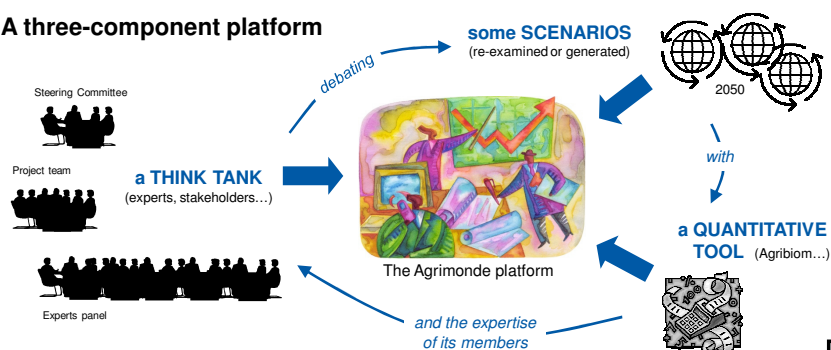 A three-component platform
some SCENARIOS
(re-examined or generated)
debating
2050
Steering Committee
Project team
a THINK TANK
(experts, stakeholders…)
with
a QUANTITATIVE
TOOL (Agribiom…)
The Agrimonde platform
Experts panel
and the expertise
of its members